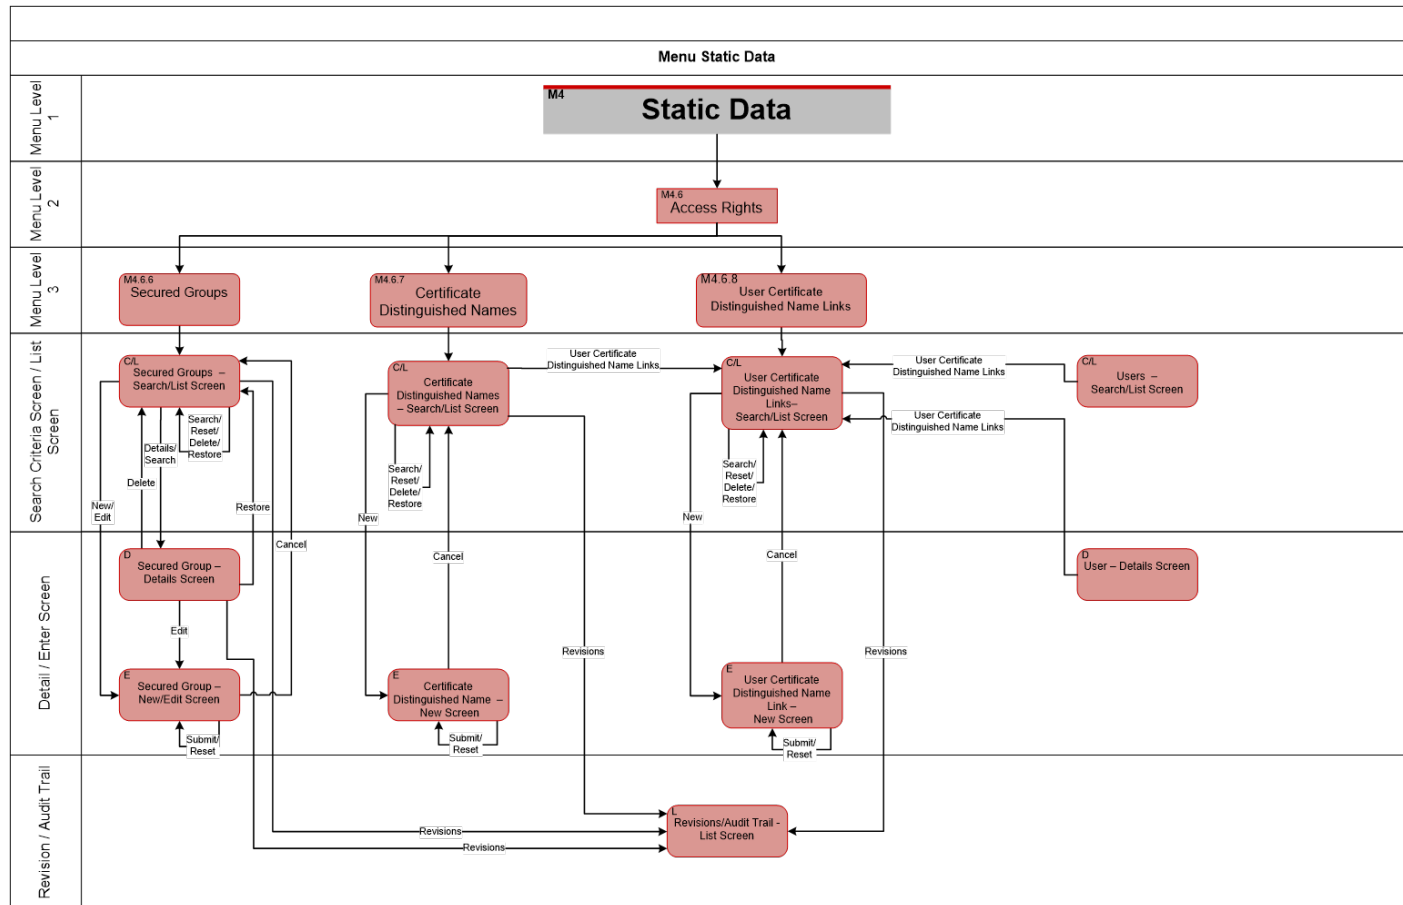 Menu Static Data
Menu Level
1
M4
Static Data
Menu Level
2
M4.6
Access Rights
Menu Level
3
M4.6.6
Secured Groups
M4.6.7
Certificate
Distinguished Names
M4.6.8
User Certificate
Distinguished Name Links
Search Criteria Screen / List
Screen
C/L
Secured Groups –
Search/List Screen
C/L
Certificate
Distinguished Names
– Search/List Screen
User Certificate
Distinguished Name Links
C/L
User Certificate
Distinguished Name
Links–
Search/List Screen
User Certificate
Distinguished Name Links
C/L
Users –
Search/List Screen
User Certificate
Distinguished Name Links
Search/
Reset/
Delete/
Restore
Details/
Search
Delete
New/
Edit
Restore
Cancel
Search/
Reset/
Delete/
Restore
New
Cancel
Search/
Reset/
Delete/
Restore
New
Cancel
Detail / Enter Screen
D
Secured Group –
Details Screen
D
User – Details Screen
Edit
Revisions
Revisions
E
Secured Group –
New/Edit Screen
E
Certificate
Distinguished Name –
New Screen
E
User Certificate
Distinguished Name
Link –
New Screen
Submit/
Reset
Submit/
Reset
Submit/
Reset
Revision / Audit Trail
L
Revisions/Audit Trail -
List Screen
Revisions
Revisions